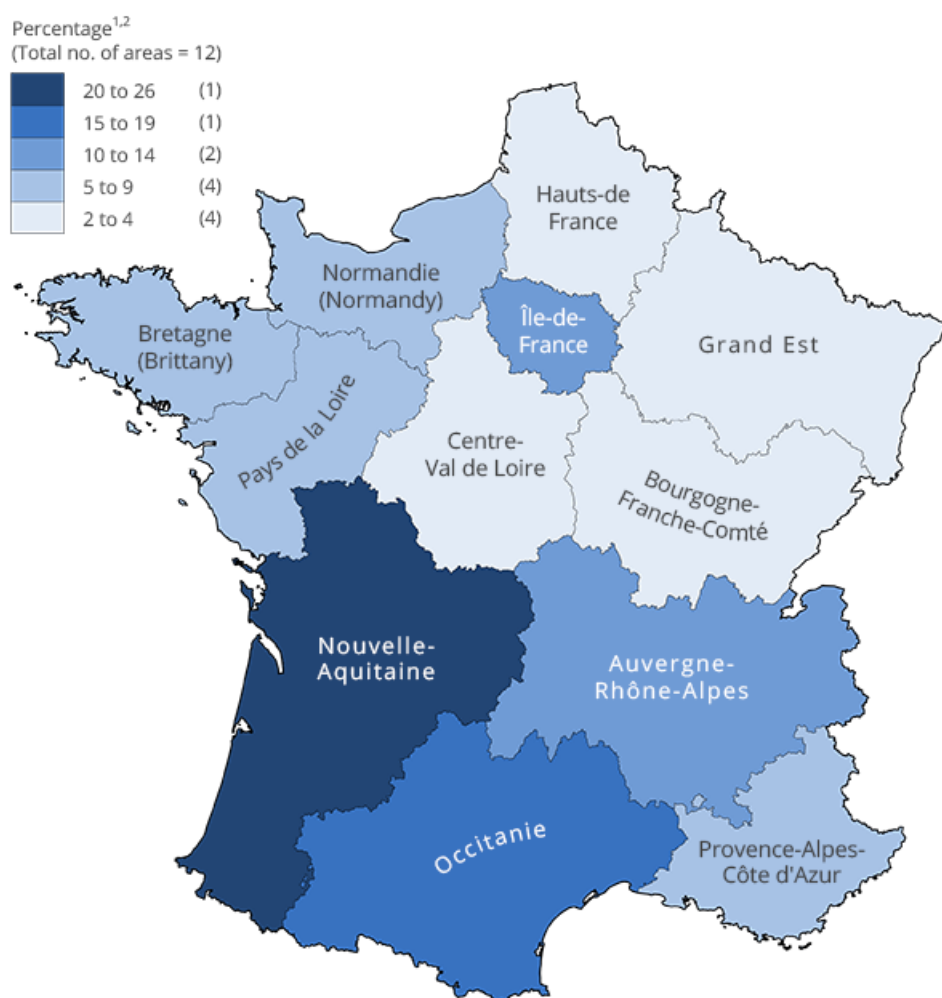 Percentage1,2
(Total no. of areas = 12)
20 to 26 (1)
15 to 19 (1)
10 to 14 (2)
5 to 9 (4)
2 to 4 (4)
Hauts-de
France
Normandie
(Normandy)
Île-de-
France
Grand Est
Bretagne
(Brittany)
Pays de la Loire
Centre-
Val de Loire
Bourgogne-
Franche-Comté
Nouvelle-
Aquitaine
Auvergne-
Rhône-Alpes
Occitanie
Provence-Alpes-
Côte d'Azur